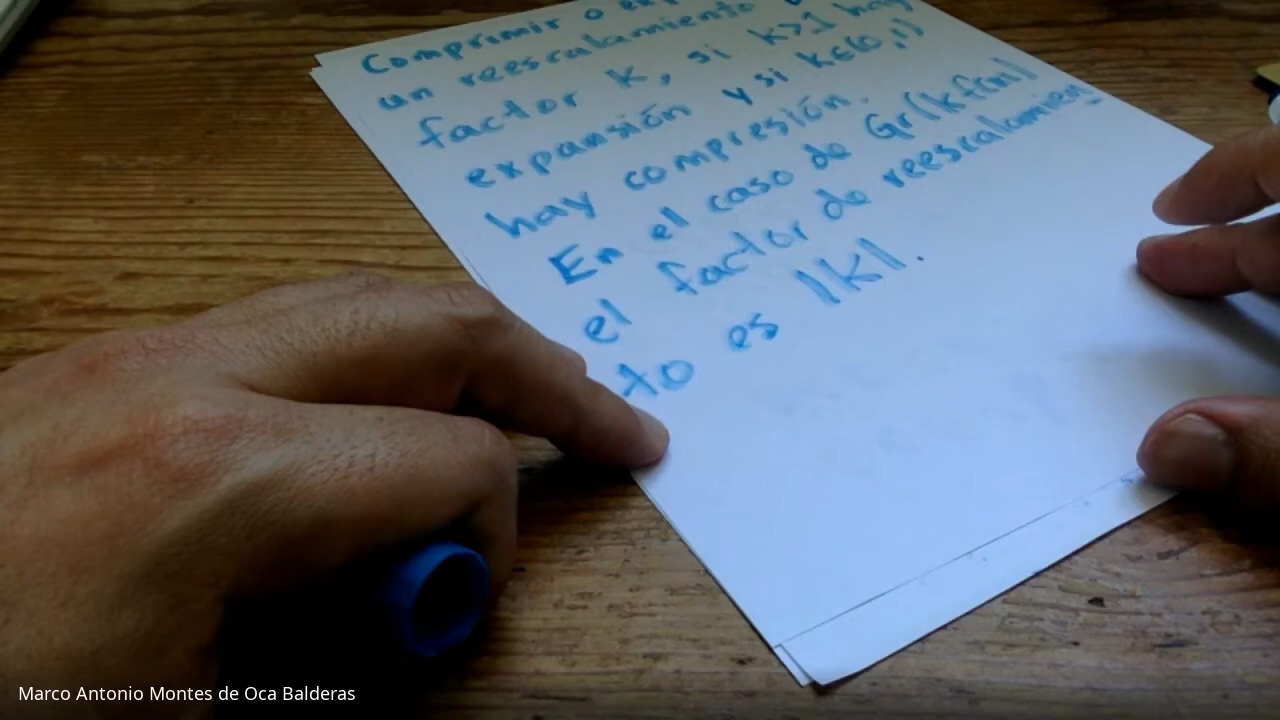 Comprimir o
un reescalamiento
factor k, si k>1 hay
expansión y si k∈(0,1)
hay compresión.
En el caso de Gr(|kf(n)|
el factor de reescalamien_
to es |k|.
Marco Antonio Montes de Oca Balderas